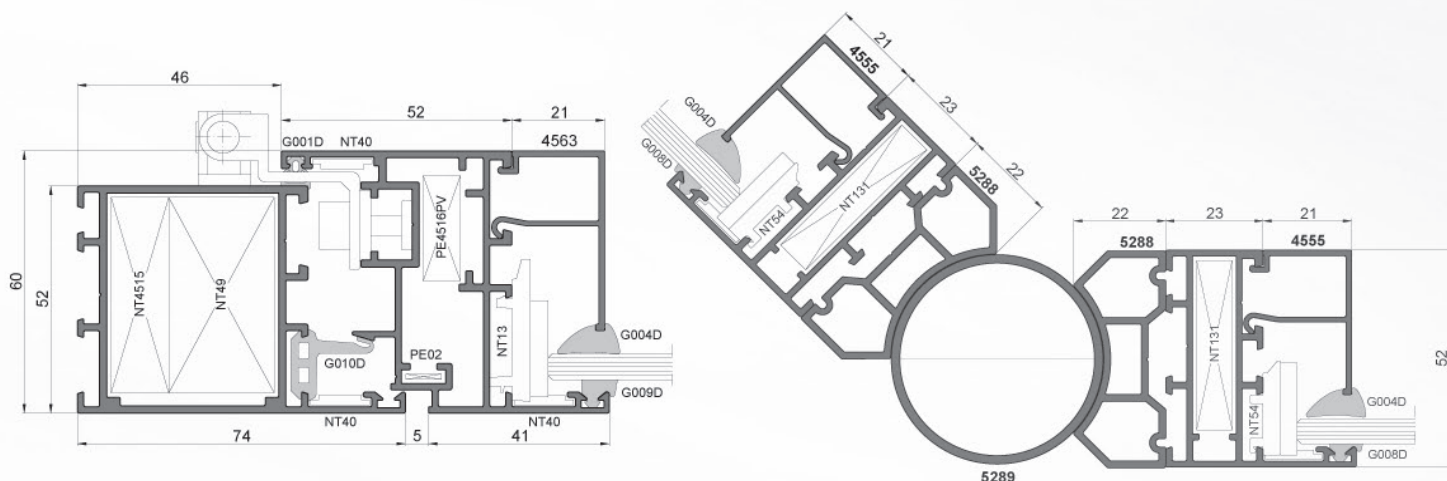 46
52
21
G001D
NT40
4563
60
52
NT4515
NT49
PE4516PV
G010D
PE02
NT13
G004D
G009D
NT40
NT40
74
5
41
21
4555
23
22
G004D
G008D
NT54
NT131
5288
22
23
21
5288
4555
NT131
NT54
52
G004D
G008D
5289